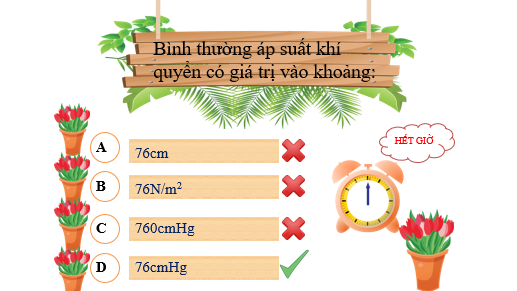 Bình thường áp suất khí
quyển có giá trị vào khoảng:
HẾT GIỜ
A
76cm
B
76N/m²
C
760cmHg
D
76cmHg